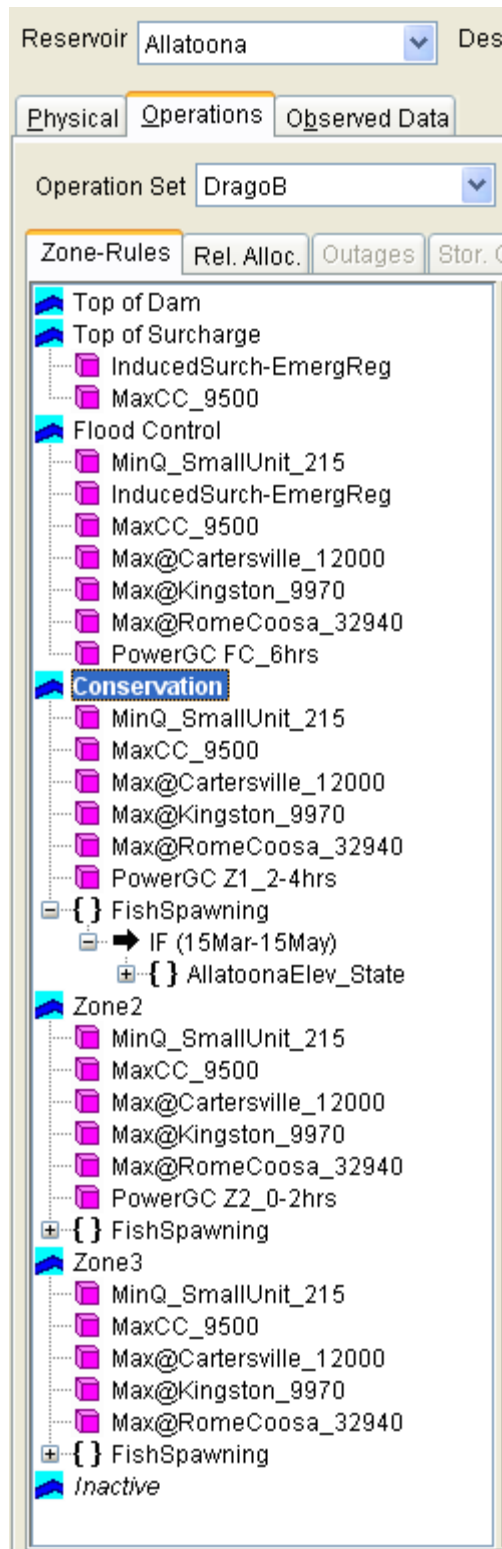 Reservoir Allatoona Des
Physical Operations Observed Data
Operation Set DragoB
Zone-Rules Rel. Alloc. Outages Stor.
Top of Dam
Top of Surcharge
InducedSurch-EmergReg
MaxCC_9500
Flood Control
MinQ_SmallUnit_215
InducedSurch-EmergReg
MaxCC_9500
Max@Cartersville_12000
Max@Kingston_9970
Max@RomeCoosa_32940
PowerGC FC_6hrs
Conservation
MinQ_SmallUnit_215
MaxCC_9500
Max@Cartersville_12000
Max@Kingston_9970
Max@RomeCoosa_32940
PowerGC Z1_2-4hrs
{ } FishSpawning
IF (15Mar-15May)
{ } AllatoonaElev_State
Zone2
MinQ_SmallUnit_215
MaxCC_9500
Max@Cartersville_12000
Max@Kingston_9970
Max@RomeCoosa_32940
PowerGC Z2_0-2hrs
{ } FishSpawning
Zone3
MinQ_SmallUnit_215
MaxCC_9500
Max@Cartersville_12000
Max@Kingston_9970
Max@RomeCoosa_32940
{ } FishSpawning
Inactive